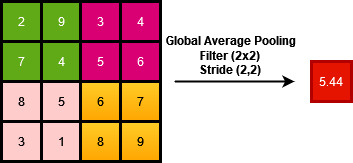 2 9 3 4
7 4 5 6
8 5 6 7
3 1 8 9
Global Average Pooling
Filter (2x2)
Stride (2,2)
5.44